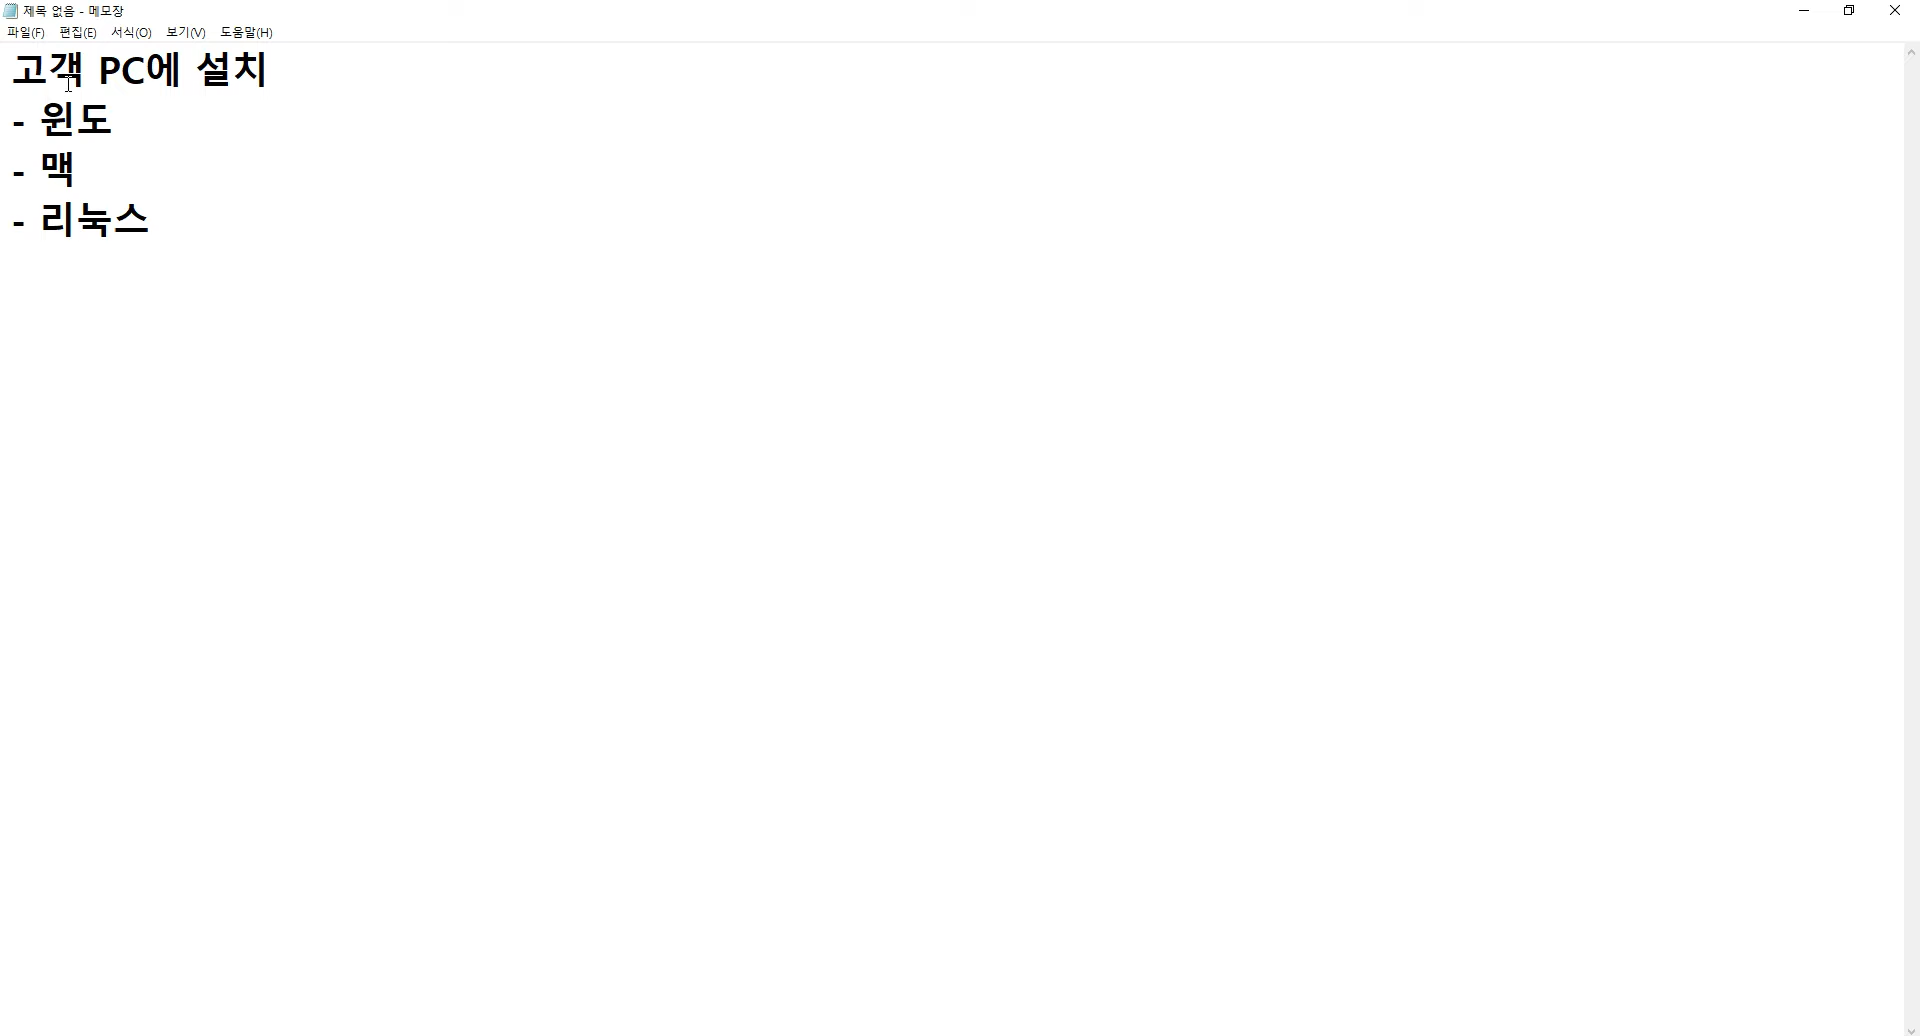 제목 없음 - 메모장
파일(F) 편집(E) 서식(O) 보기(V) 도움말(H)
고객 PC에 설치
- 윈도
- 맥
- 리눅스